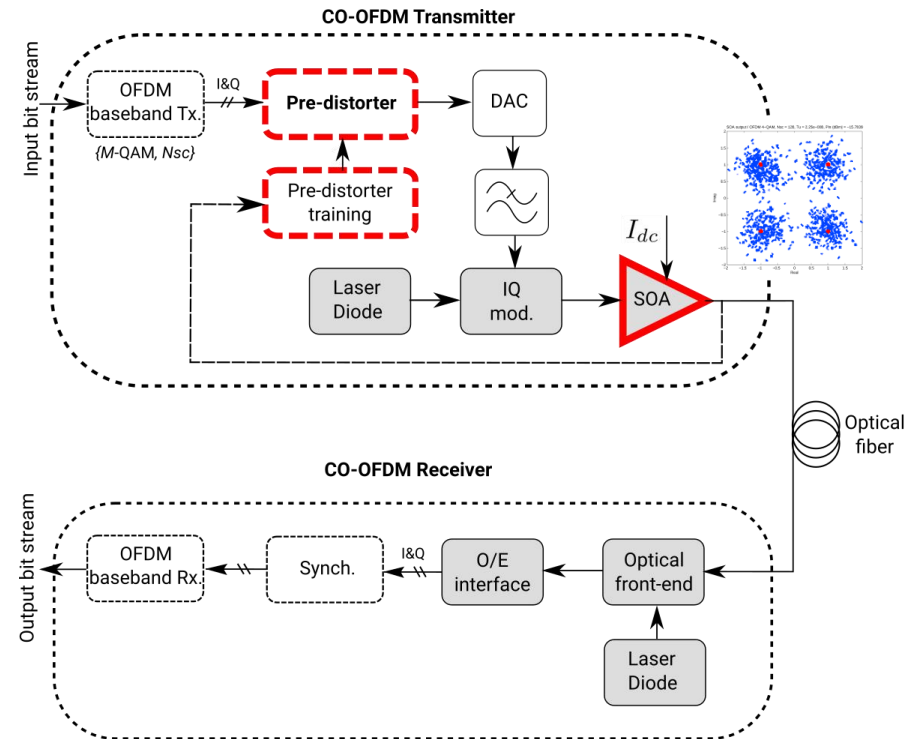 CO-OFDM Transmitter
Input bit stream
OFDM
baseband Tx.
{M-QAM, Nsc}
I&Q
Pre-distorter
DAC
Pre-distorter
training
Laser
Diode
IQ
mod.
I_dc
SOA
Optical
fiber
CO-OFDM Receiver
Output bit stream
OFDM
baseband Rx.
Synch.
I&Q
O/E
interface
Optical
front-end
Laser
Diode